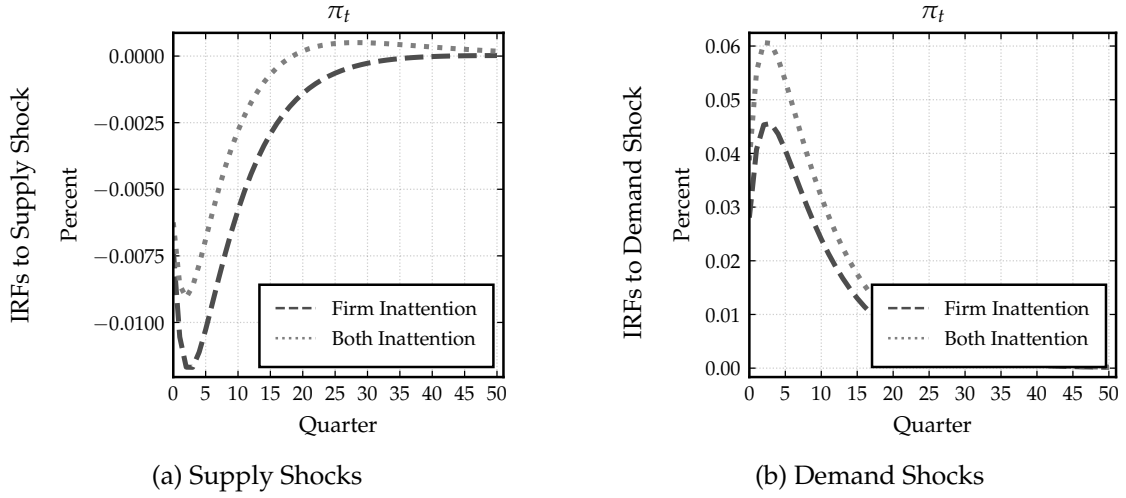 π_t
IRFs to Supply Shock
Percent
0.0000
−0.0025
−0.0050
−0.0075
−0.0100
Firm Inattention
Both Inattention
0 5 10 15 20 25 30 35 40 45 50
Quarter
(a) Supply Shocks
π_t
IRFs to Demand Shock
Percent
0.06
0.05
0.04
0.03
0.02
0.01
0.00
Firm Inattention
Both Inattention
0 5 10 15 20 25 30 35 40 45 50
Quarter
(b) Demand Shocks